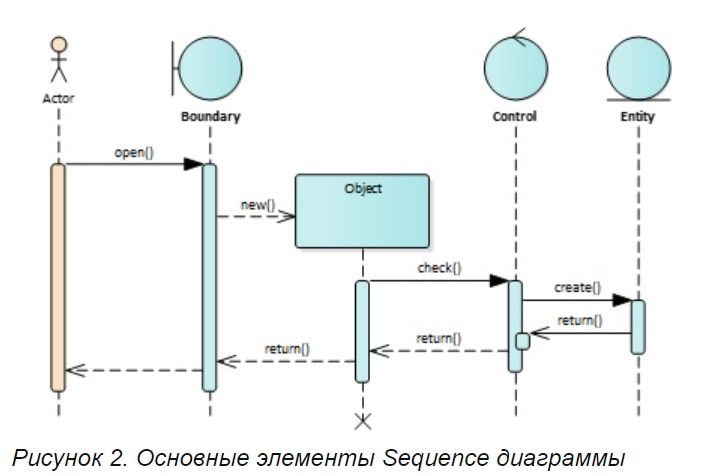 Actor
Boundary
Control
Entity
open()
Object
new()
check()
create()
return()
return()
return()
Рисунок 2. Основные элементы Sequence диаграммы